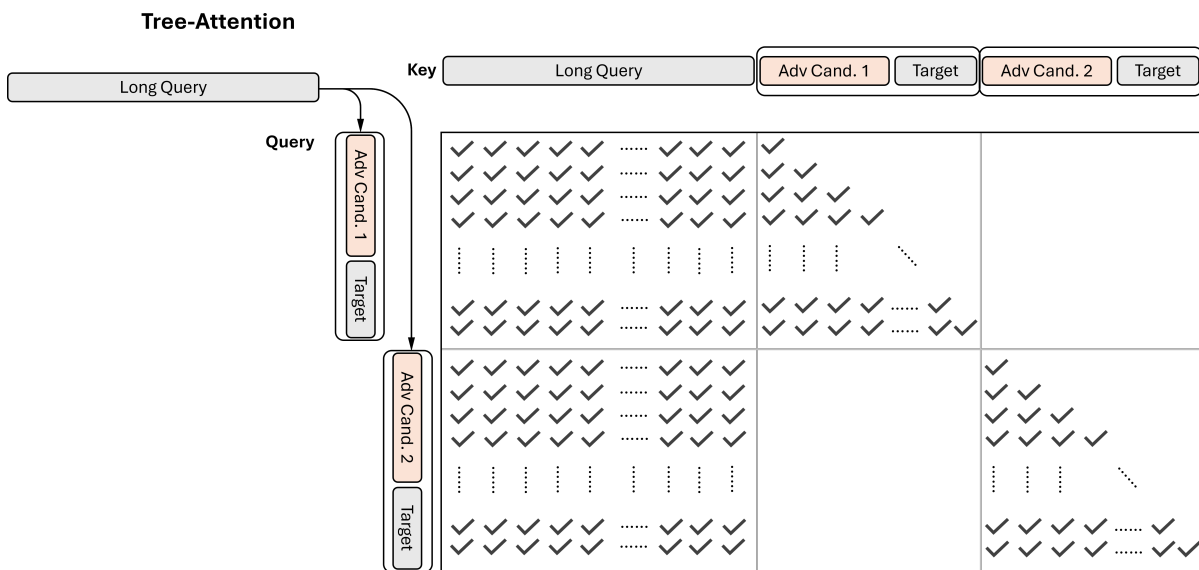 Tree-Attention
Key
Long Query
Adv Cand. 1
Target
Adv Cand. 2
Target
Long Query
Query
Adv Cand. 1
Target
Adv Cand. 2
Target